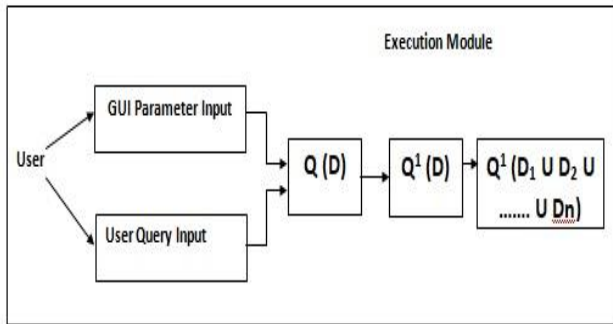 Execution Module
GUI Parameter Input
User
User Query Input
Q (D)
Q¹ (D)
Q¹ (D₁ U D₂ U
....... U Dn)